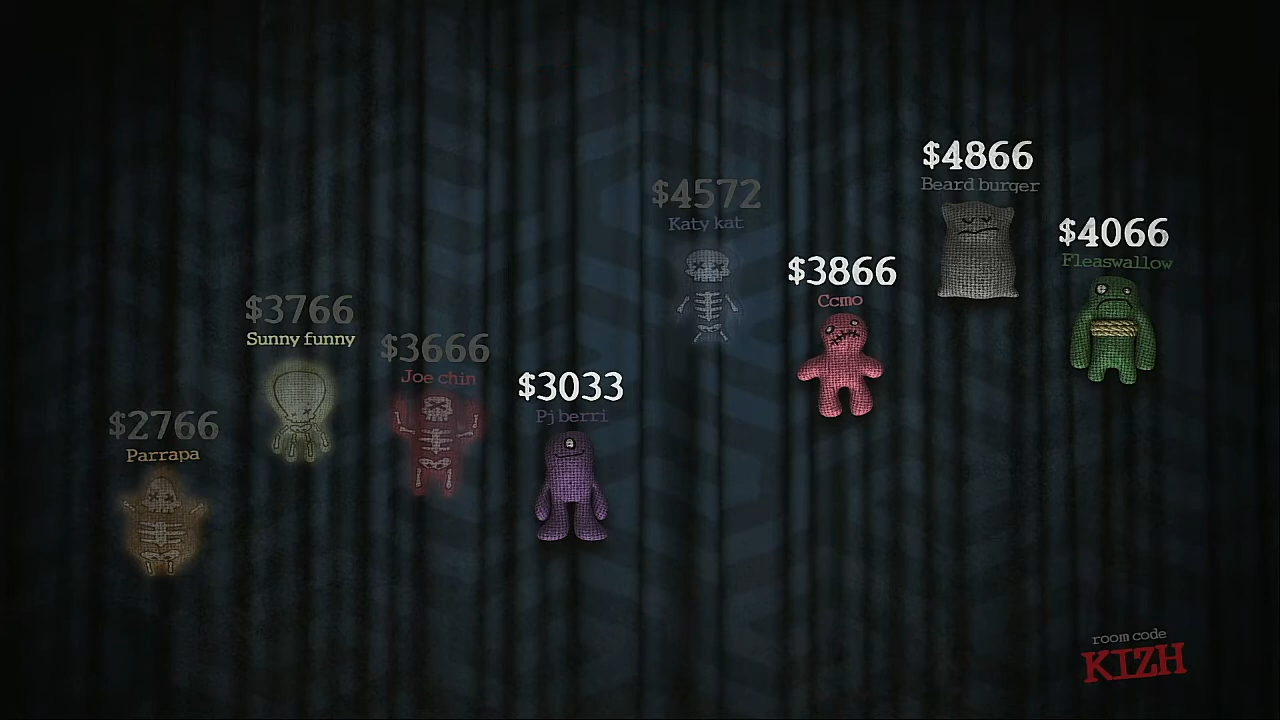 $2766
Parrapa
$3766
Sunny funny
$3666
Joe chin
$3033
Pj berri
$4572
Katy kat
$3866
Ccmo
$4866
Beard burger
$4066
Fleaswallow
room code
KIZH